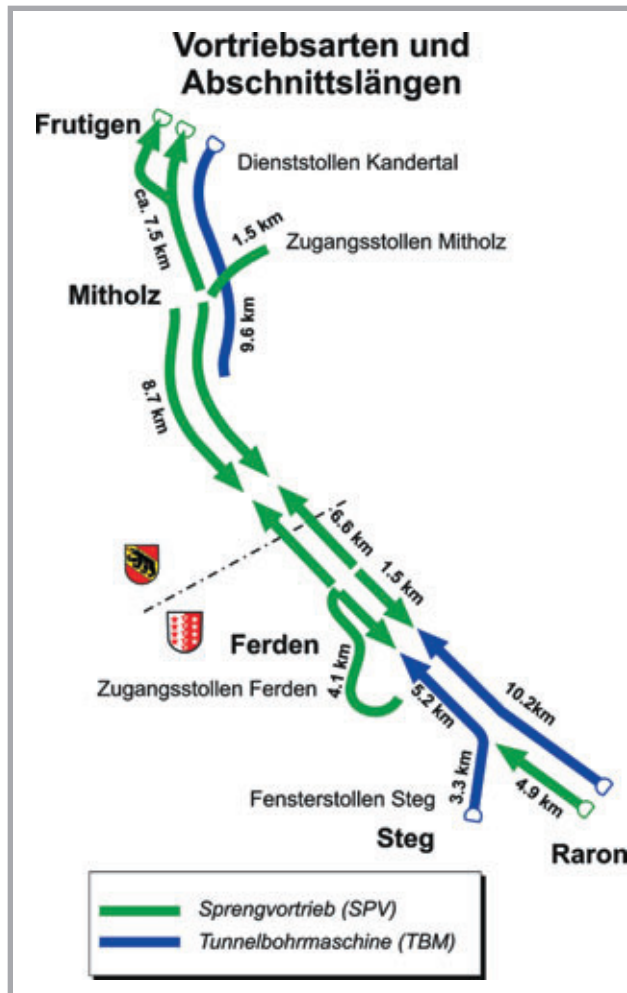 Vortriebsarten und
Abschnittslängen
Frutigen
Dienststollen Kandertal
ca. 7.5 km
1.5 km
Zugangsstollen Mitholz
Mitholz
9.6 km
8.7 km
6.6 km
1.5 km
Ferden
Zugangsstollen Ferden
4.1 km
5.2 km
10.2km
Fensterstollen Steg
3.3 km
4.9 km
Steg
Raron
Sprengvortrieb (SPV)
Tunnelbohrmaschine (TBM)